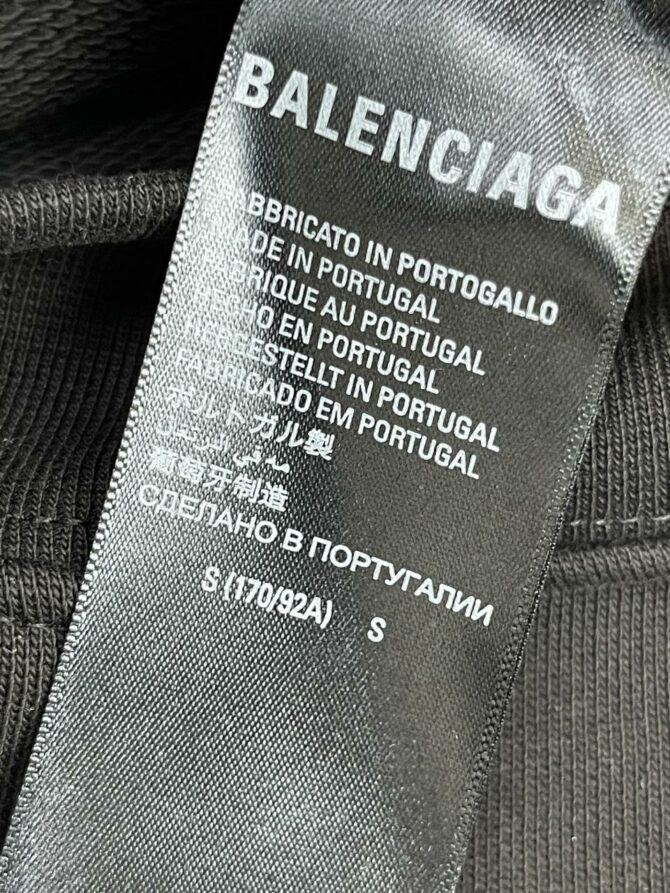 BALENCIAGA
BBRICATO IN PORTOGALLO
DE IN PORTUGAL
FABRIQUE AU PORTUGAL
HECHO EN PORTUGAL
HERGESTELLT IN PORTUGAL
FABRICADO EM PORTUGAL
ポルトガル製
葡萄牙制造
СДЕЛАНО В ПОРТУГАЛИИ
S (170/92A) S